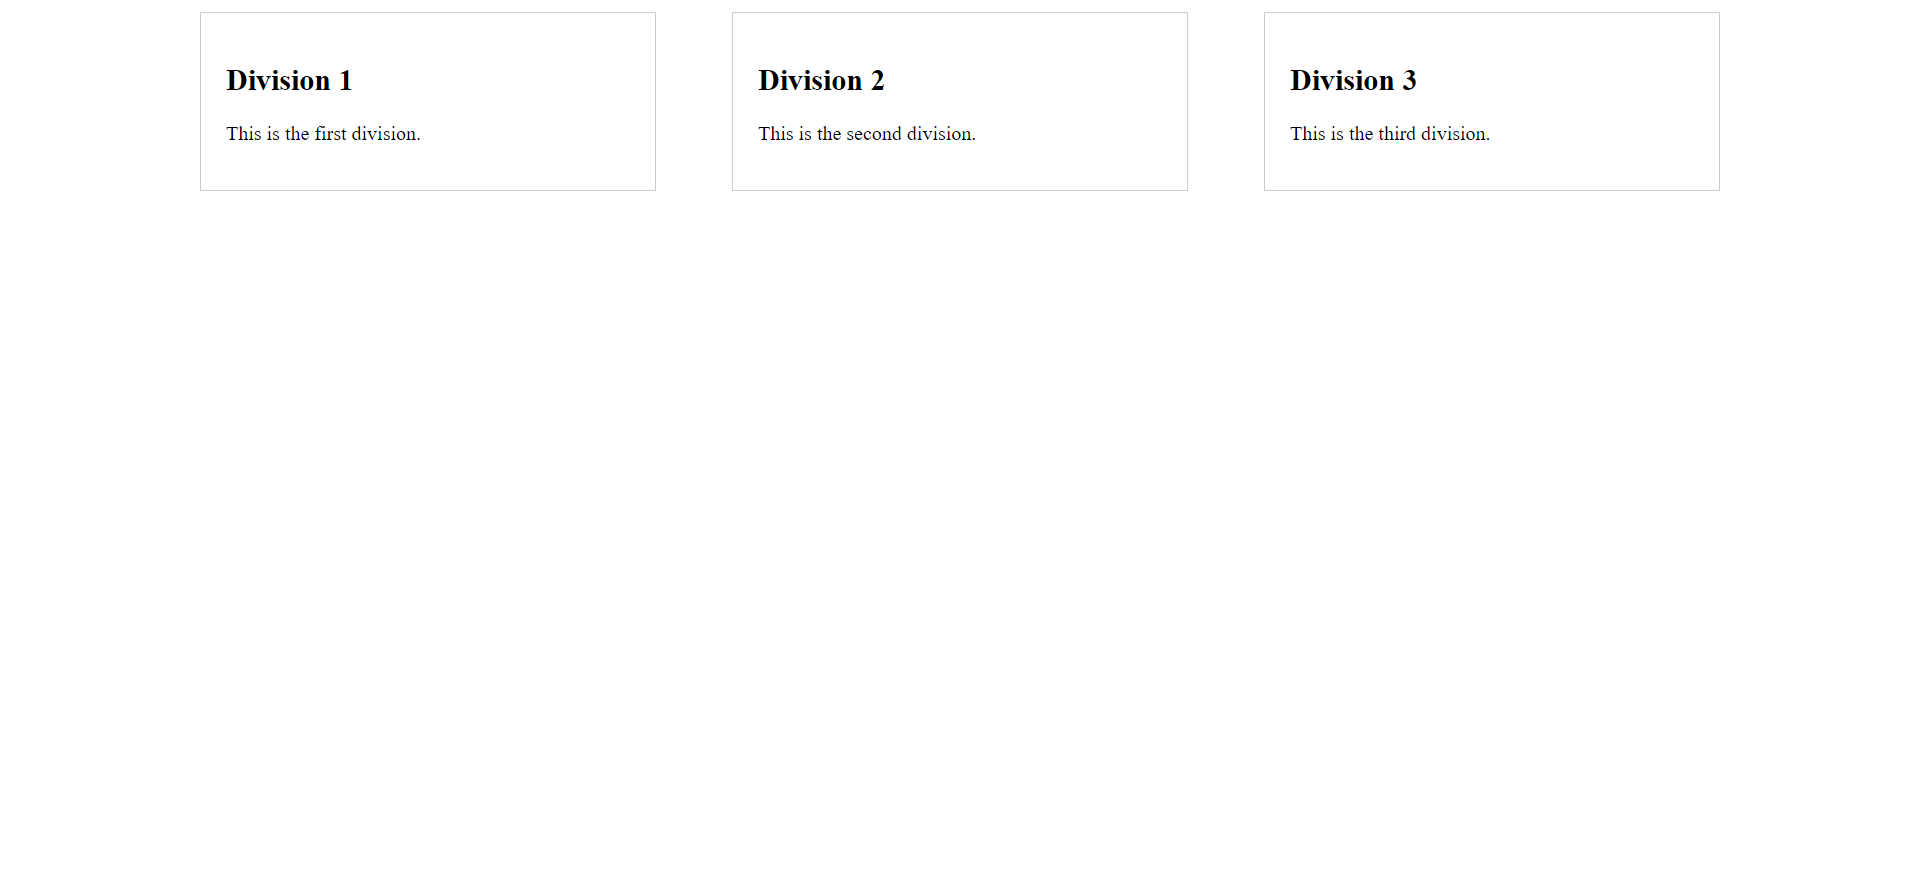 Division 1
This is the first division.
Division 2
This is the second division.
Division 3
This is the third division.